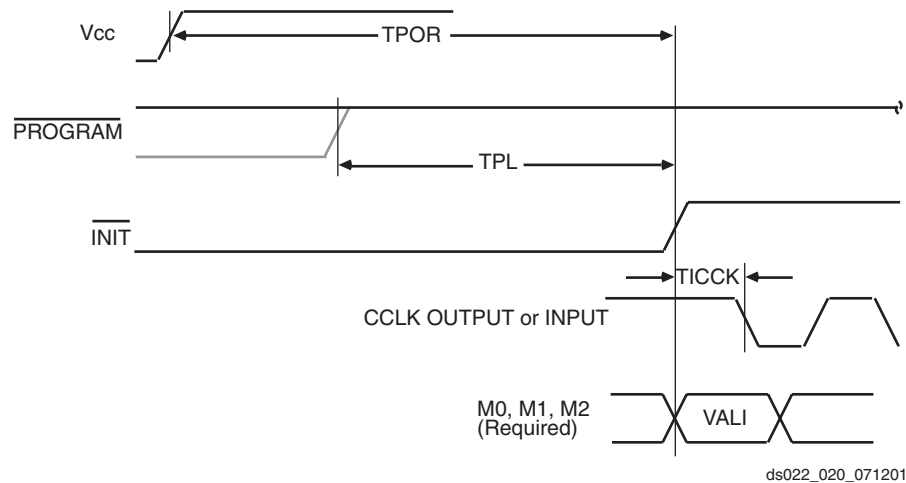 Vcc
TPOR
PROGRAM
TPL
INIT
TICCK
CCLK OUTPUT or INPUT
M0, M1, M2
(Required)
VALI
ds022_020_071201